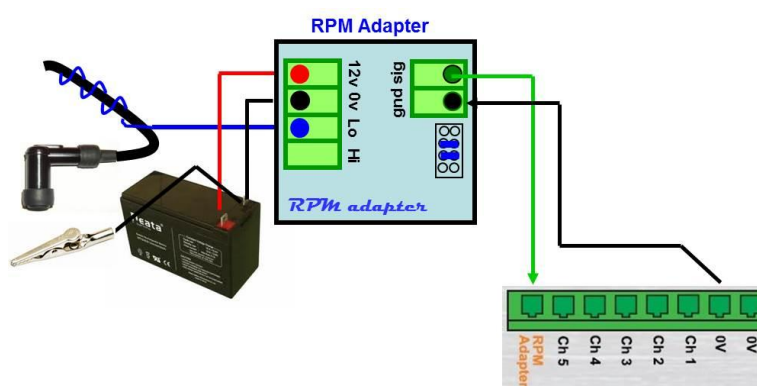 RPM Adapter
12v
0v
Lo
Hi
sig
gnd
RPM adapter
RPM
Adapter
Ch 5
Ch 4
Ch 3
Ch 2
Ch 1
0V
0V